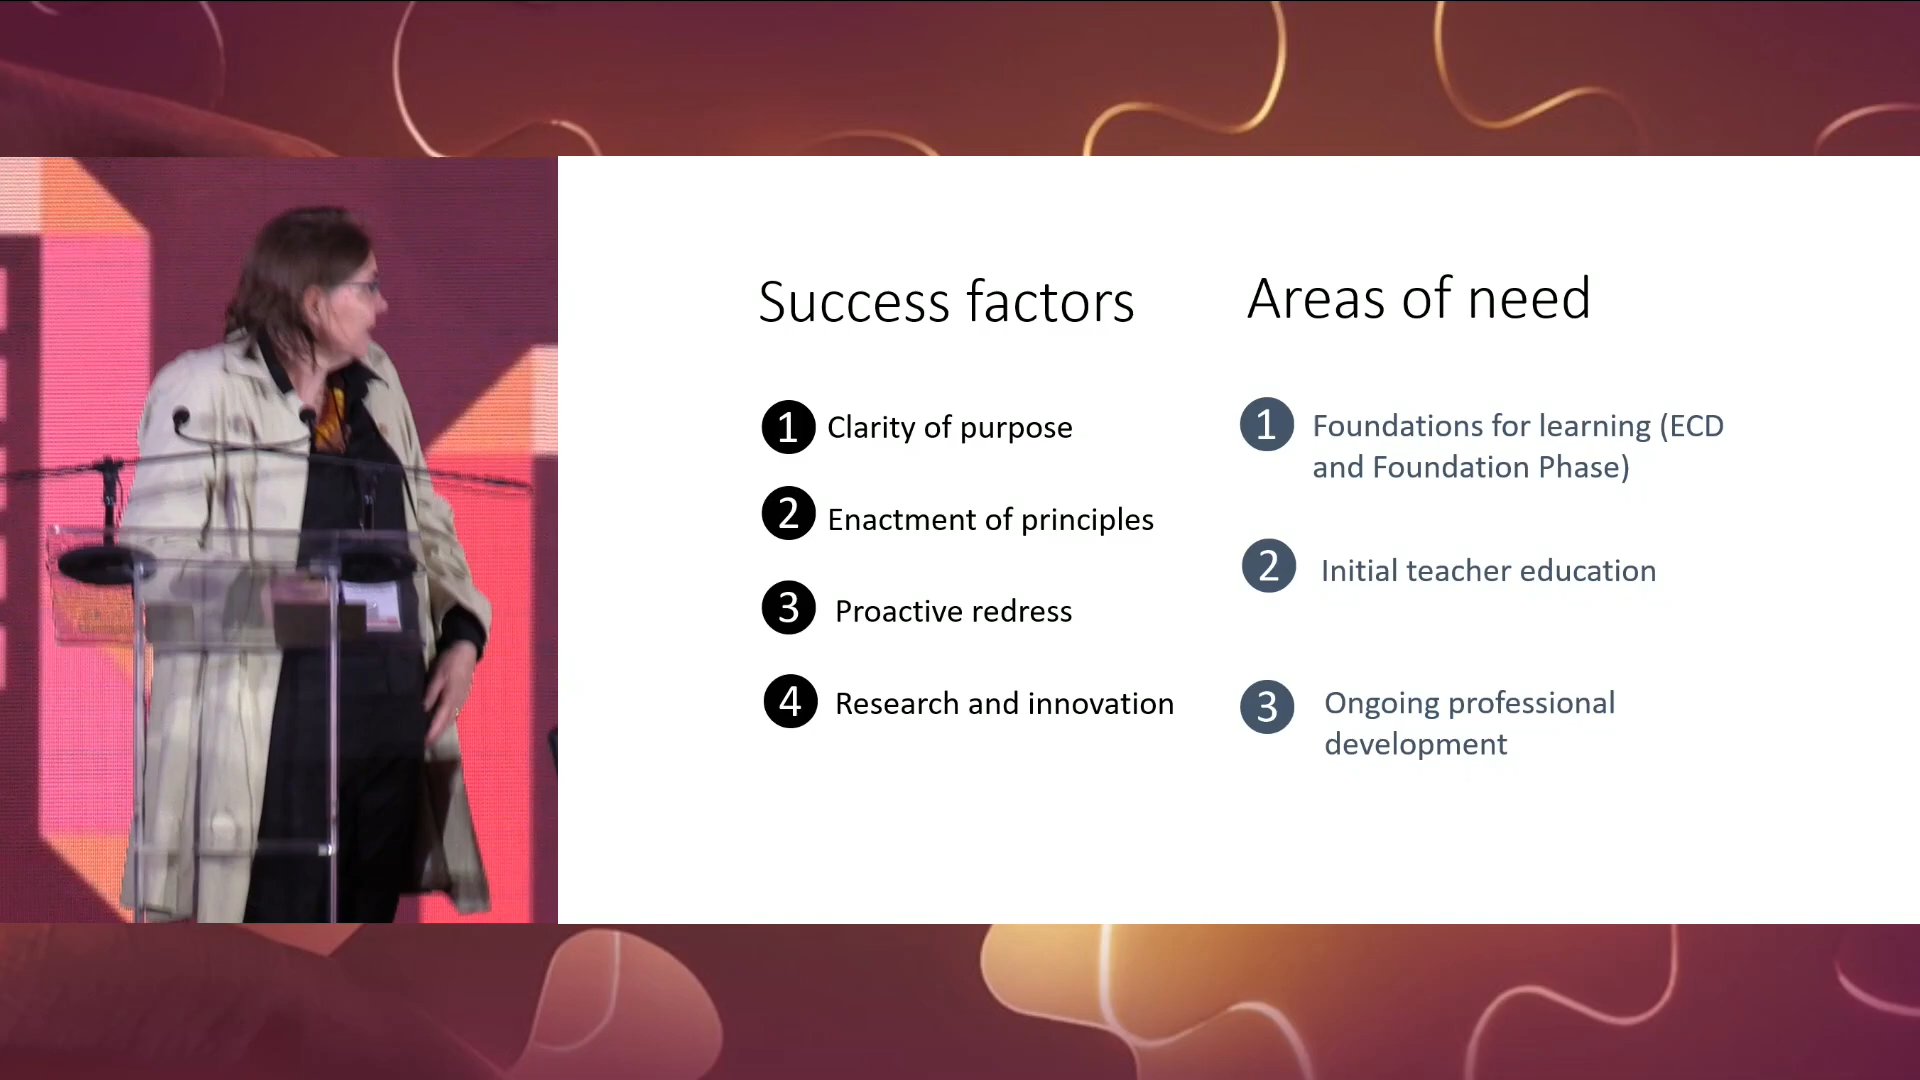 Success factors
1 Clarity of purpose
2 Enactment of principles
3 Proactive redress
4 Research and innovation
Areas of need
1 Foundations for learning (ECD
and Foundation Phase)
2 Initial teacher education
3 Ongoing professional
development